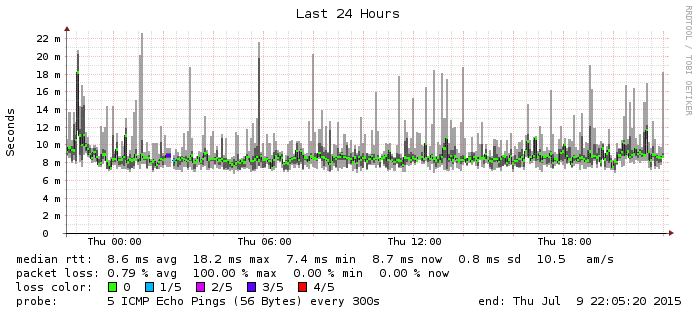 Last 24 Hours
RRDTOOL / TOBI OETIKER
Seconds
22 m
20 m
18 m
16 m
14 m
12 m
10 m
8 m
6 m
4 m
2 m
0
Thu 00:00 Thu 06:00 Thu 12:00 Thu 18:00
median rtt: 8.6 ms avg 18.2 ms max 7.4 ms min 8.7 ms now 0.8 ms sd 10.5 am/s
packet loss: 0.79 % avg 100.00 % max 0.00 % min 0.00 % now
loss color: 0 1/5 2/5 3/5 4/5
probe: 5 ICMP Echo Pings (56 Bytes) every 300s end: Thu Jul 9 22:05:20 2015